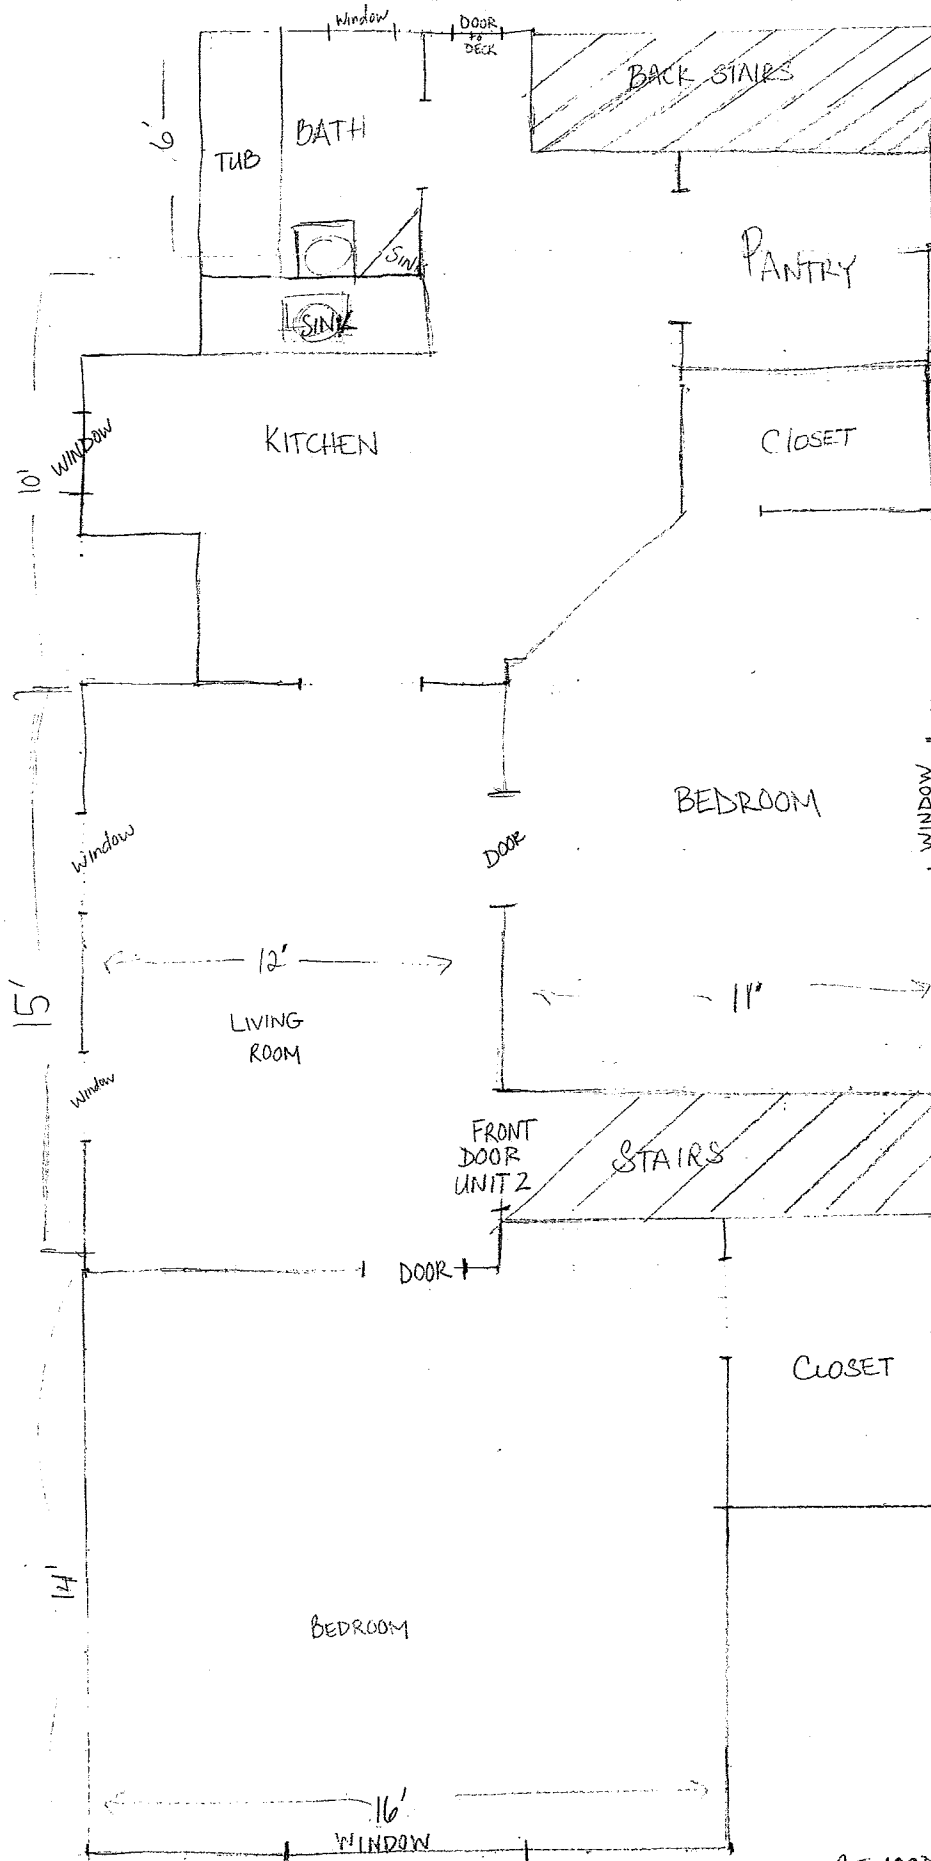 Window
DOOR
to
DECK
BACK STAIRS
6'
TUB
BATH
SINK
PANTRY
SINK
WINDOW
KITCHEN
CLOSET
10'
BEDROOM
WINDOW
Window
DOOR
12'
11'
15'
LIVING
ROOM
Window
FRONT
DOOR
UNIT 2
STAIRS
DOOR
CLOSET
14'
BEDROOM
16'
WINDOW